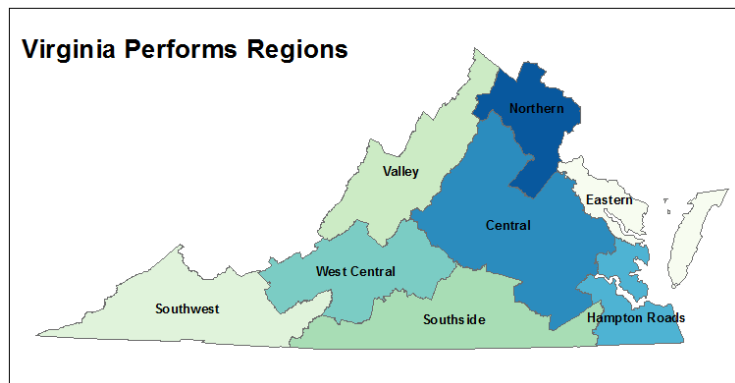 Virginia Performs Regions
Northern
Valley
Eastern
Central
West Central
Southwest
Southside
Hampton Roads